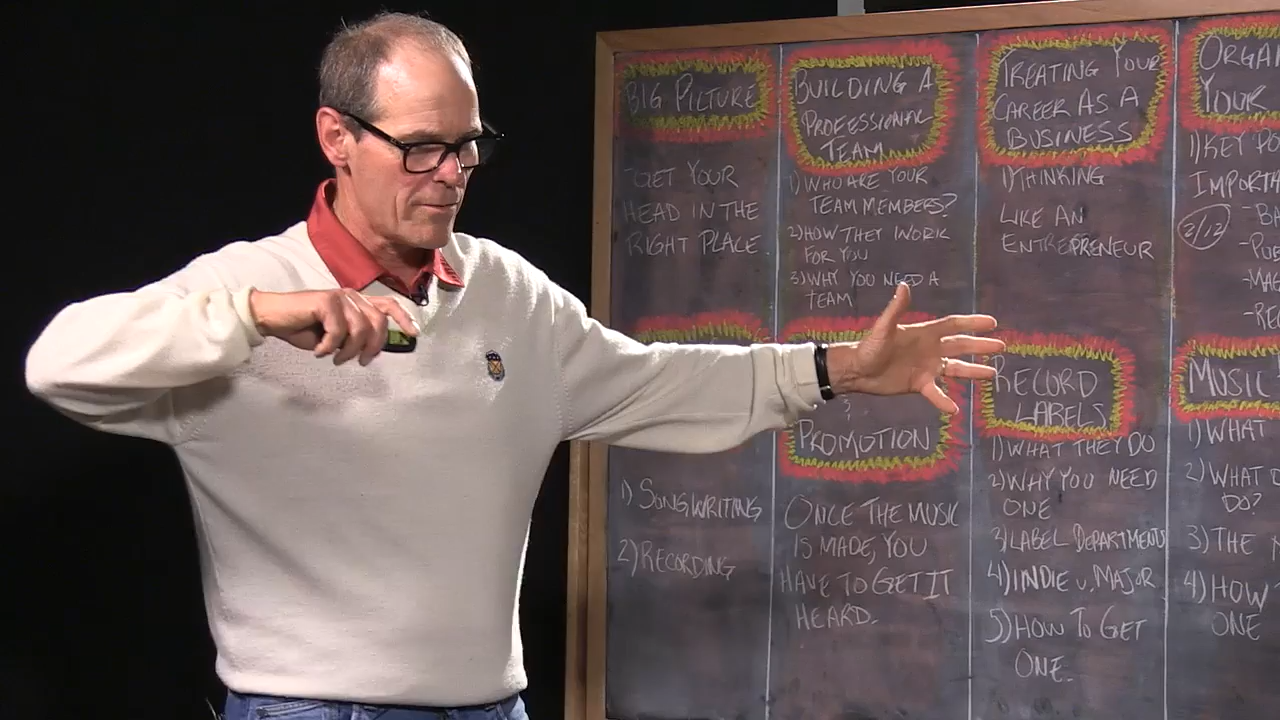 BIG PICTURE
-GET YOUR
HEAD IN THE
RIGHT PLACE.
BUILDING A
PROFESSIONAL
TEAM
1) WHO ARE YOUR
TEAM MEMBERS?
2) HOW THEY WORK
FOR YOU
3) WHY YOU NEED A
TEAM
TREATING YOUR
CAREER AS A
BUSINESS
1) THINKING
LIKE AN
ENTREPRENEUR
YOUR
1) KEY
2/12
1) SONGWRITING
2) RECORDING
&
PROMOTION
ONCE THE MUSIC
IS MADE, YOU
HAVE TO GET IT
HEARD.
RECORD
LABELS
1) WHAT THEY DO
2) WHY YOU NEED
ONE
3) LABEL DEPARTMENTS
4) INDIE v. MAJOR
5) HOW TO GET
ONE.
MUSIC
1) WHAT
2) WHAT
DO?
3) THE
4) HOW
ONE